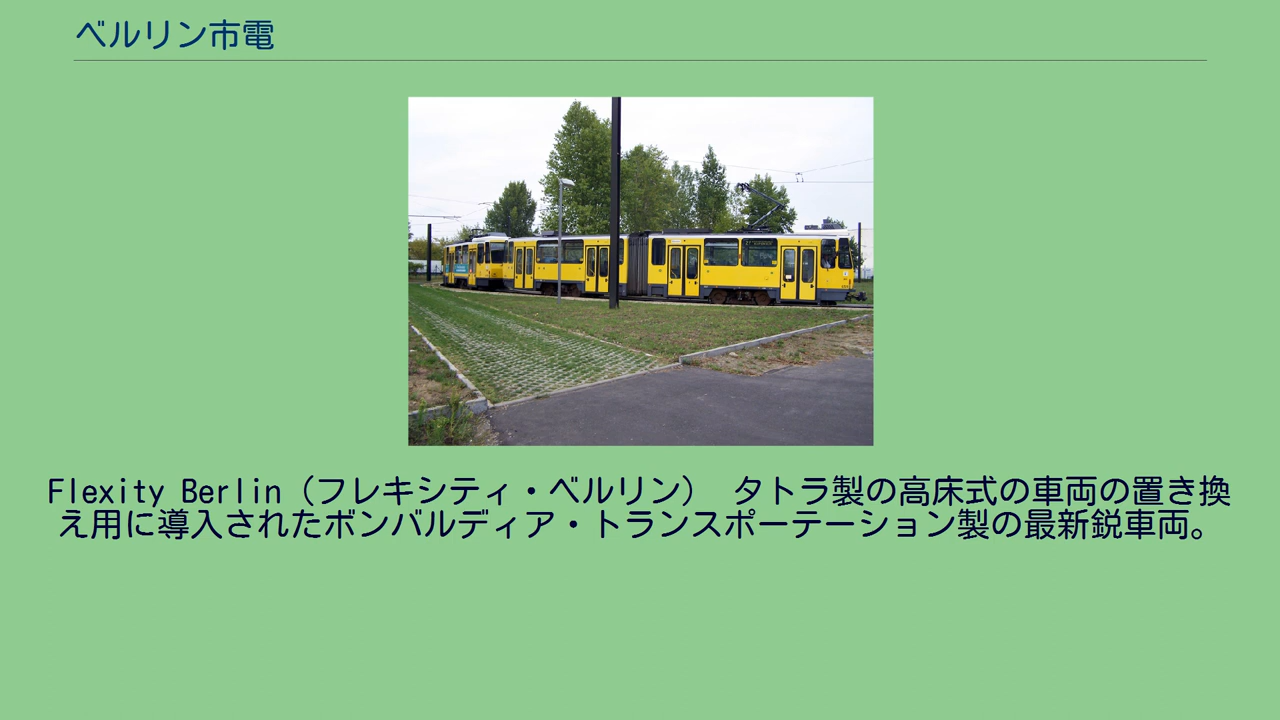 ベルリン市電
Flexity Berlin（フレキシティ・ベルリン） タトラ製の高床式の車両の置き換
え用に導入されたボンバルディア・トランスポーテーション製の最新鋭車両。